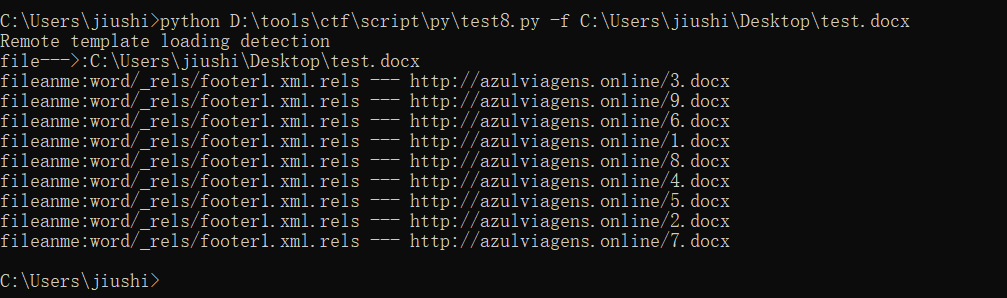 C:\Users\jiushi>python D:\tools\ctf\script\py\test8.py -f C:\Users\jiushi\Desktop\test.docx
Remote template loading detection
file--->:C:\Users\jiushi\Desktop\test.docx
fileanme:word/_rels/footer1.xml.rels --- http://azulviagens.online/3.docx
fileanme:word/_rels/footer1.xml.rels --- http://azulviagens.online/9.docx
fileanme:word/_rels/footer1.xml.rels --- http://azulviagens.online/6.docx
fileanme:word/_rels/footer1.xml.rels --- http://azulviagens.online/1.docx
fileanme:word/_rels/footer1.xml.rels --- http://azulviagens.online/8.docx
fileanme:word/_rels/footer1.xml.rels --- http://azulviagens.online/4.docx
fileanme:word/_rels/footer1.xml.rels --- http://azulviagens.online/5.docx
fileanme:word/_rels/footer1.xml.rels --- http://azulviagens.online/2.docx
fileanme:word/_rels/footer1.xml.rels --- http://azulviagens.online/7.docx
C:\Users\jiushi>